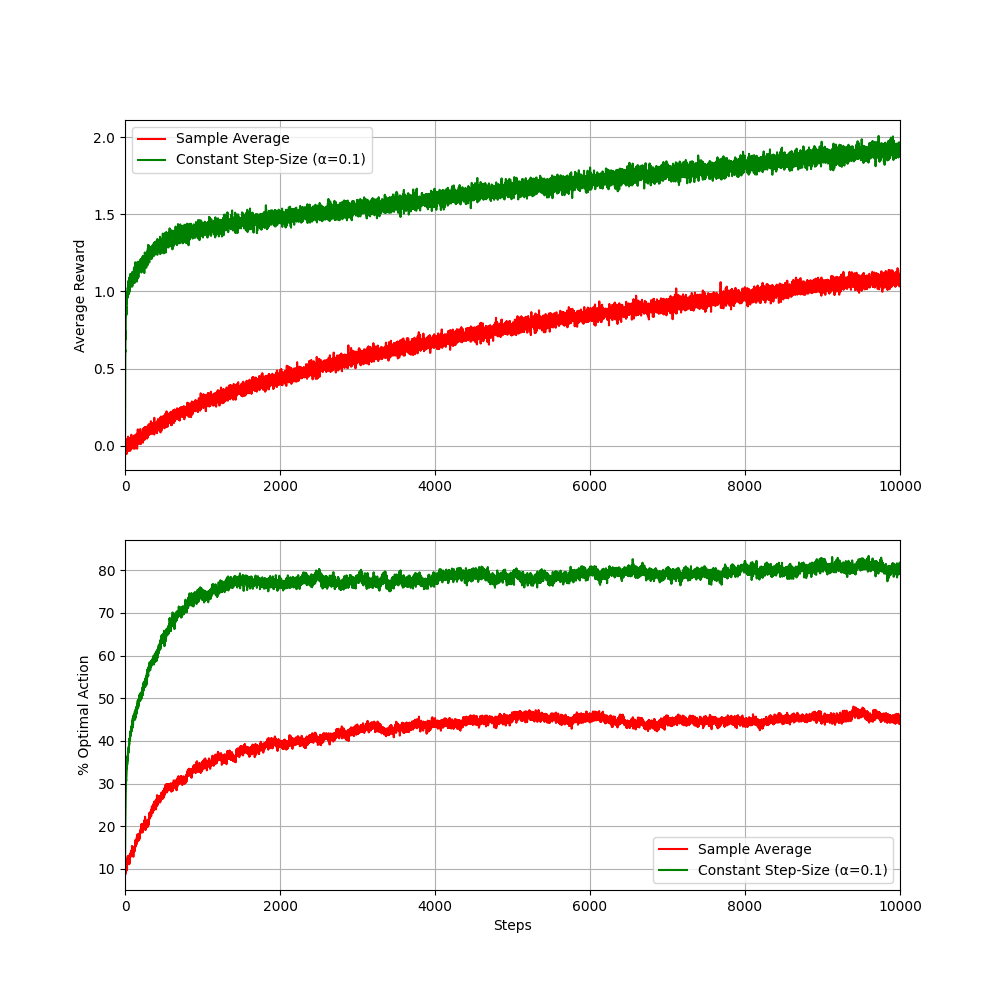 2.0
1.5
1.0
0.5
0.0
Average Reward
Sample Average
Constant Step-Size (α=0.1)
0 2000 4000 6000 8000 10000
80
70
60
50
40
30
20
10
% Optimal Action
Sample Average
Constant Step-Size (α=0.1)
0 2000 4000 6000 8000 10000
Steps